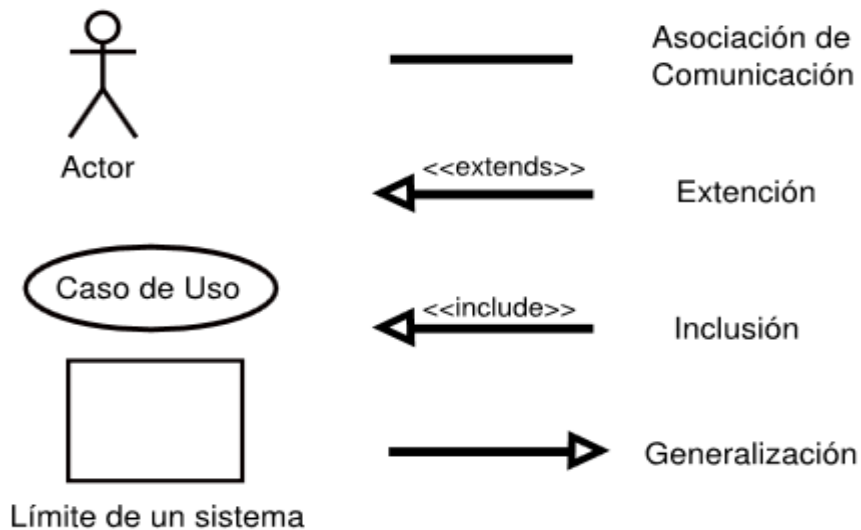 Actor
Caso de Uso
Límite de un sistema
Asociación de
Comunicación
<<extends>>
Extención
<<include>>
Inclusión
Generalización